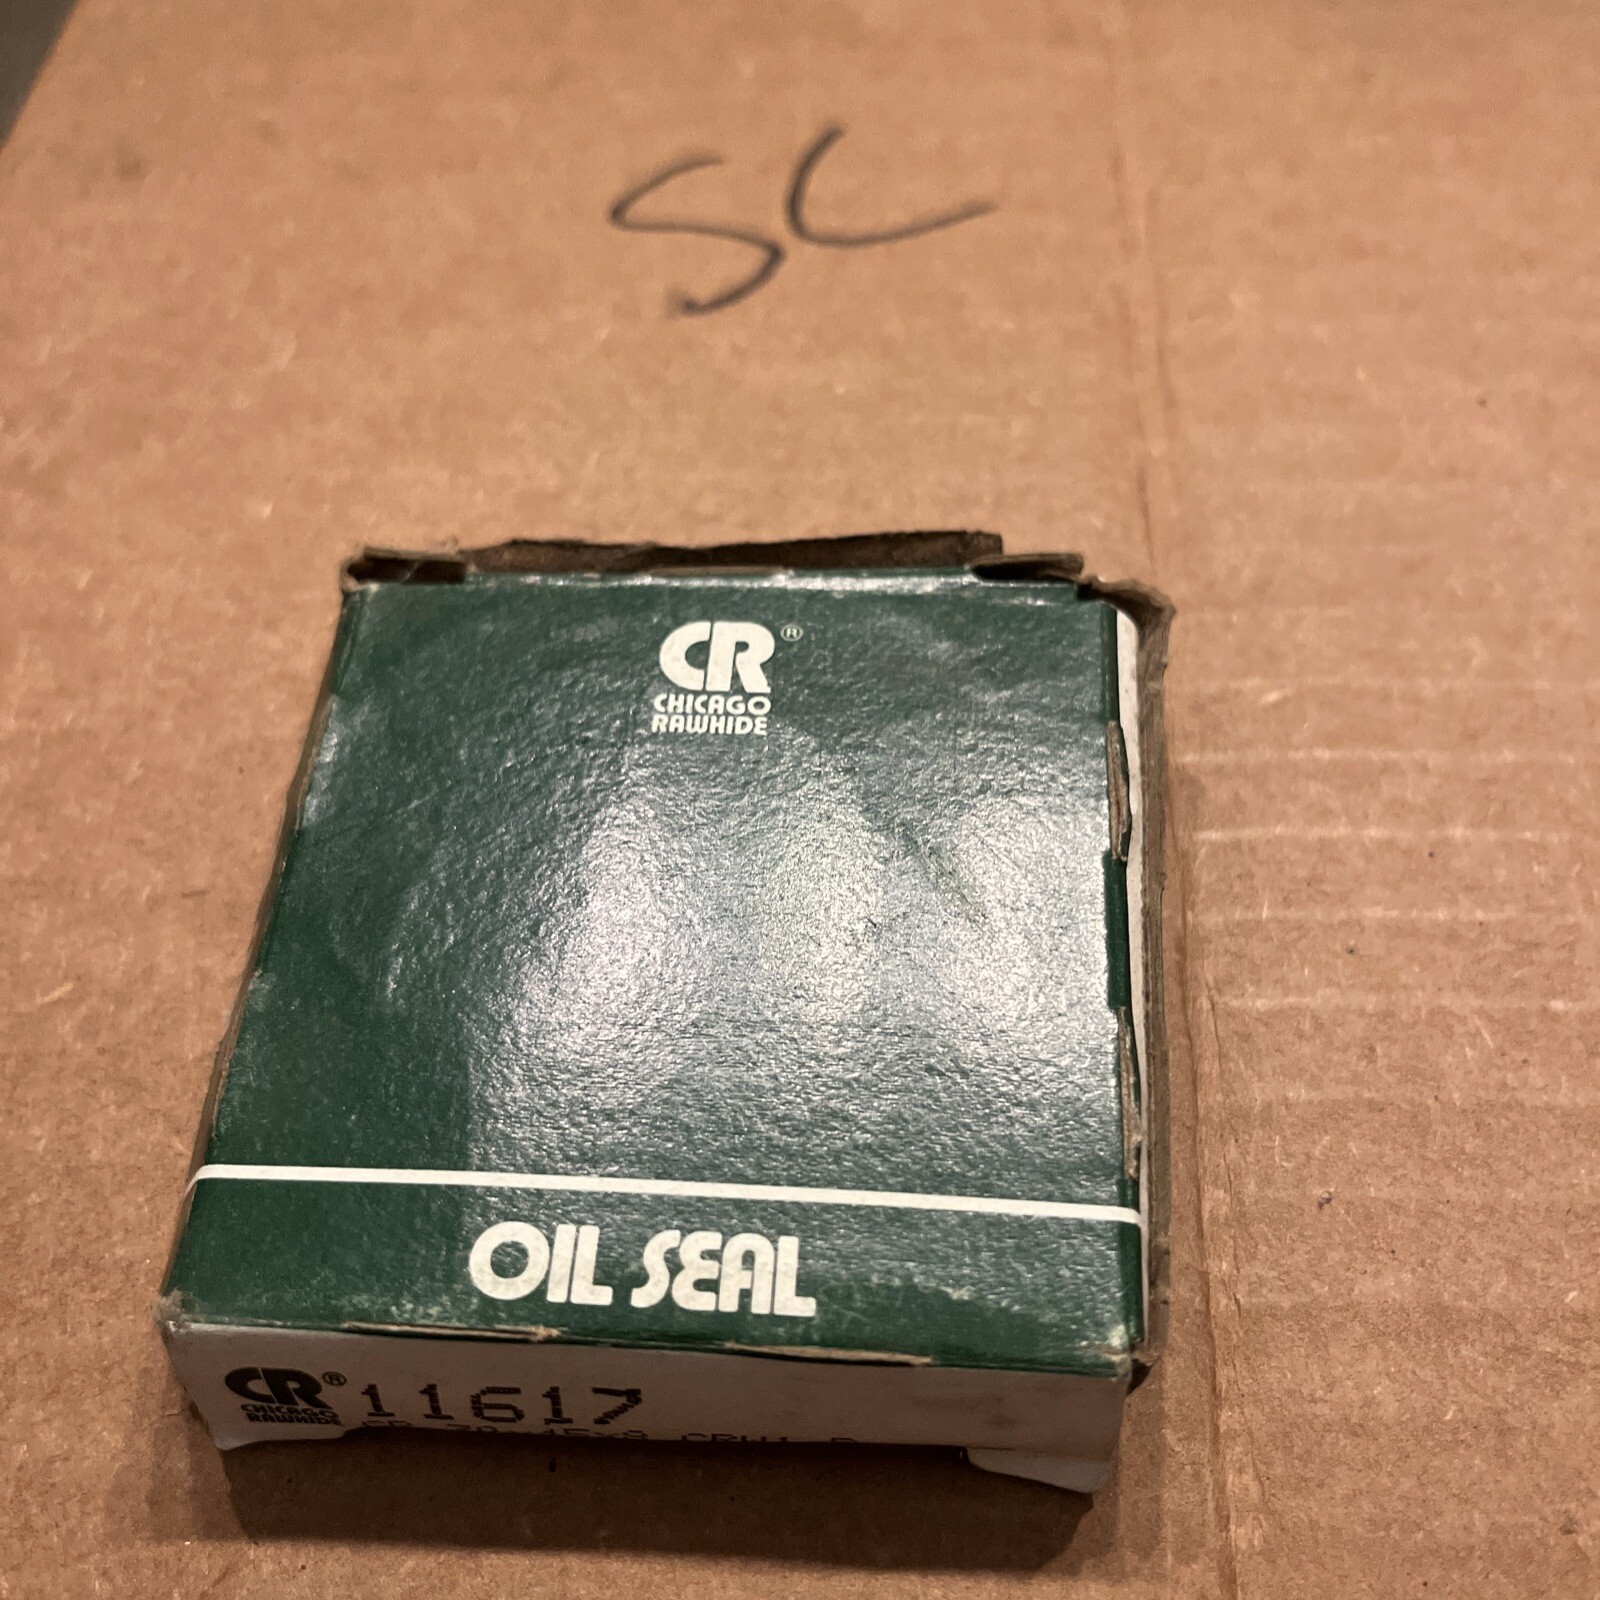 SC
CR®
CHICAGO
RAWHIDE
OIL SEAL
CR® 11617
CHICAGO
RAWHIDE